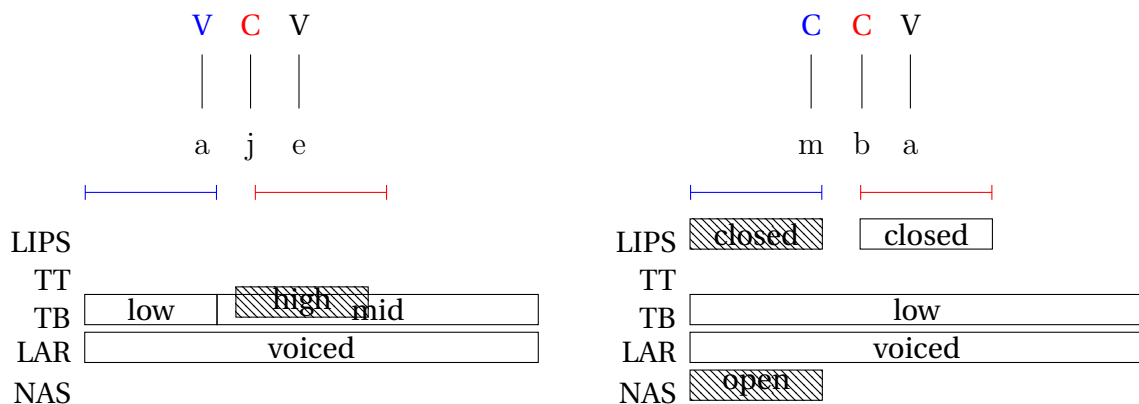 V C V
a j e
LIPS
TT
high
TB low mid
LAR voiced
NAS
C C V
m b a
LIPS closed closed
TT
TB low
LAR voiced
NAS open